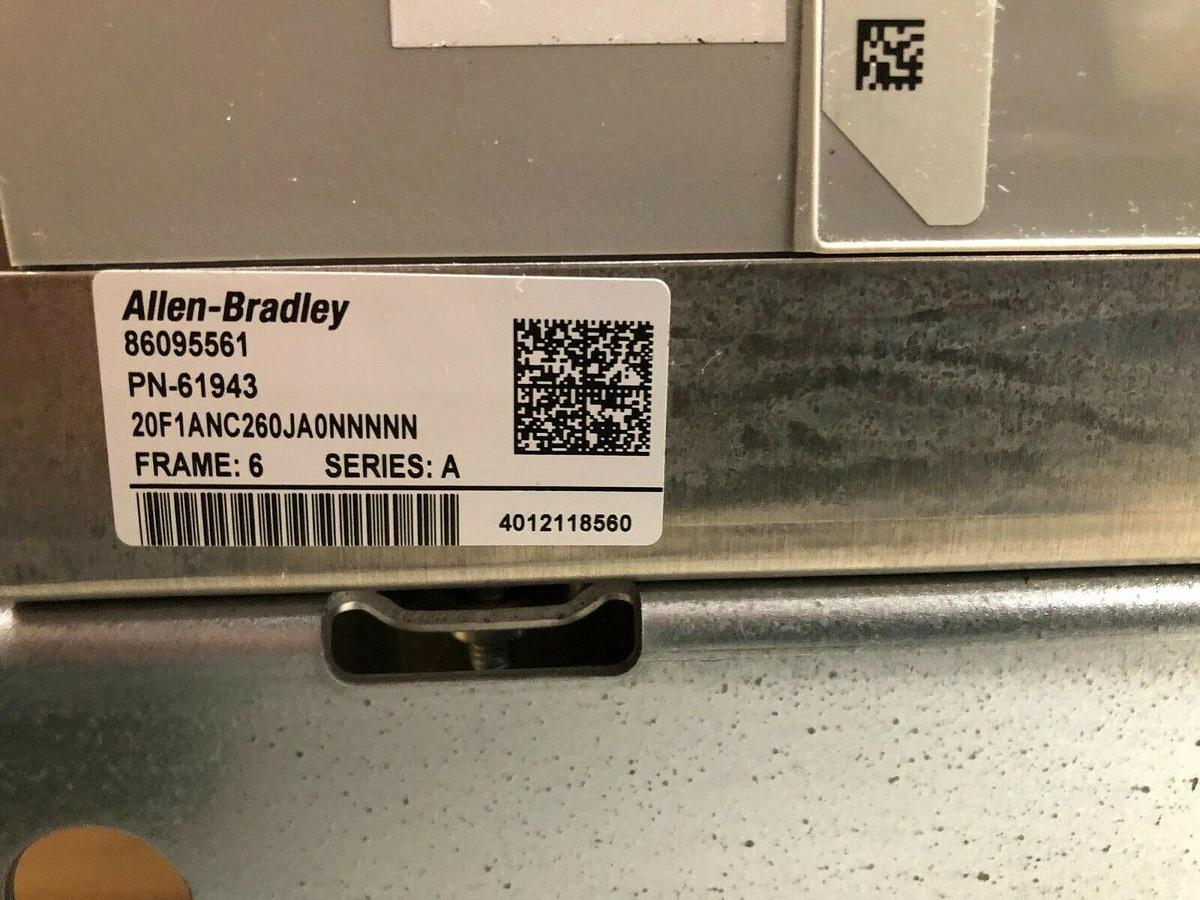 Allen-Bradley
86095561
PN-61943
20F1ANC260JA0NNNNN
FRAME: 6 SERIES: A
4012118560